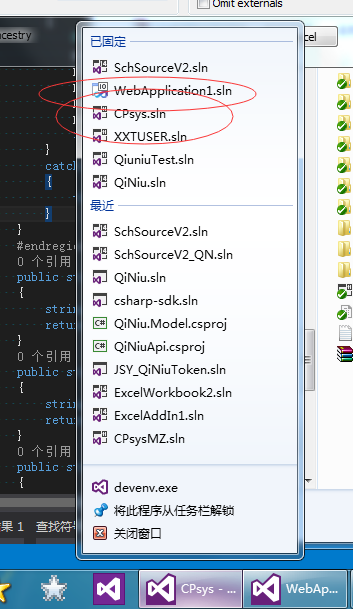 Omit externals
ncestry
cel
已固定
SchSourceV2.sln
WebApplication1.sln
CPsys.sln
XXTUSER.sln
QiuniuTest.sln
QiNiu.sln
最近
SchSourceV2.sln
SchSourceV2_QN.sln
QiNiu.sln
csharp-sdk.sln
QiNiu.Model.csproj
QiNiuApi.csproj
JSY_QiNiuToken.sln
ExcelWorkbook2.sln
ExcelAddIn1.sln
CPsysMZ.sln
devenv.exe
将此程序从任务栏解锁
关闭窗口
}
catch
{
}
}
#endregi
0 个引用
public st
{
strin
retu
}
0 个引用
public st
{
strin
retu
}
0 个引用
public st
{
果 1
查找符号
CPsys - ...
WebAp...